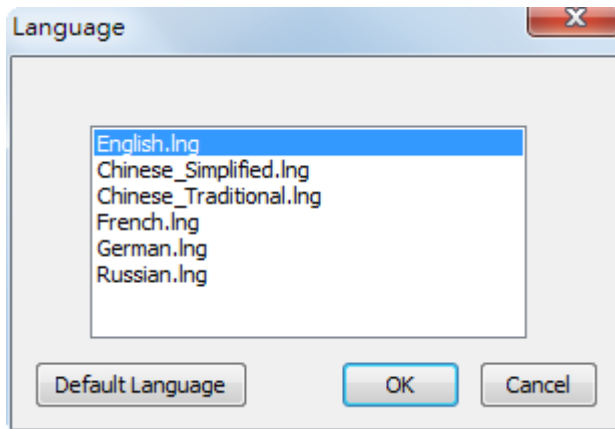 Language
English.lng
Chinese_Simplified.lng
Chinese_Traditional.lng
French.lng
German.lng
Russian.lng
Default Language OK Cancel